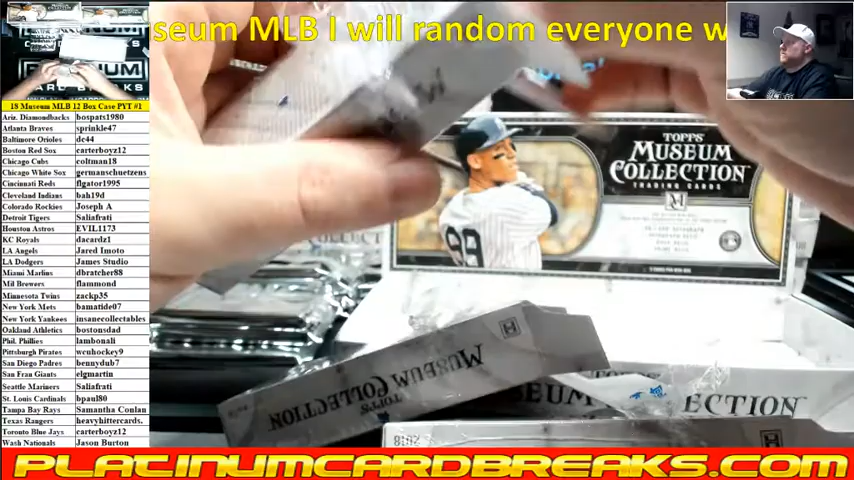 seum MLB I will random everyone w
18 Museum MLB 12 Box Case PYT #1
Ariz. Diamondbacks bospats1980
Atlanta Braves sprinkle47
Baltimore Orioles dc44
Boston Red Sox carterboyz12
Chicago Cubs coltman18
Chicago White Sox germanschuetzens
Cincinnati Reds flgator1995
Cleveland Indians bah19d
Colorado Rockies Joseph A
Detroit Tigers Saliafrati
Houston Astros EVIL1173
KC Royals dacardz1
LA Angels Jared Imoto
LA Dodgers James Studio
Miami Marlins dbratcher88
Mil Brewers flammond
Minnesota Twins zackp35
New York Mets bamatide07
New York Yankees insanecollectables
Oakland Athletics bostonsdad
Phil. Phillies lambonali
Pittsburgh Pirates wcuhockey9
San Diego Padres bennydub7
San Fran Giants elgmartin
Seattle Mariners Saliafrati
St. Louis Cardinals bpaul80
Tampa Bay Rays Samantha Conlan
Texas Rangers heavyhittercards.
Toronto Blue Jays carterboyz12
Wash Nationals Jason Burton
TOPPS
MUSEUM
COLLECTION
TRADING CARDS
M
99
MUSEUM COLLECTION
TOPPS
SEUM
ECTION
2018
PLATINUMCARDBREAKS.COM